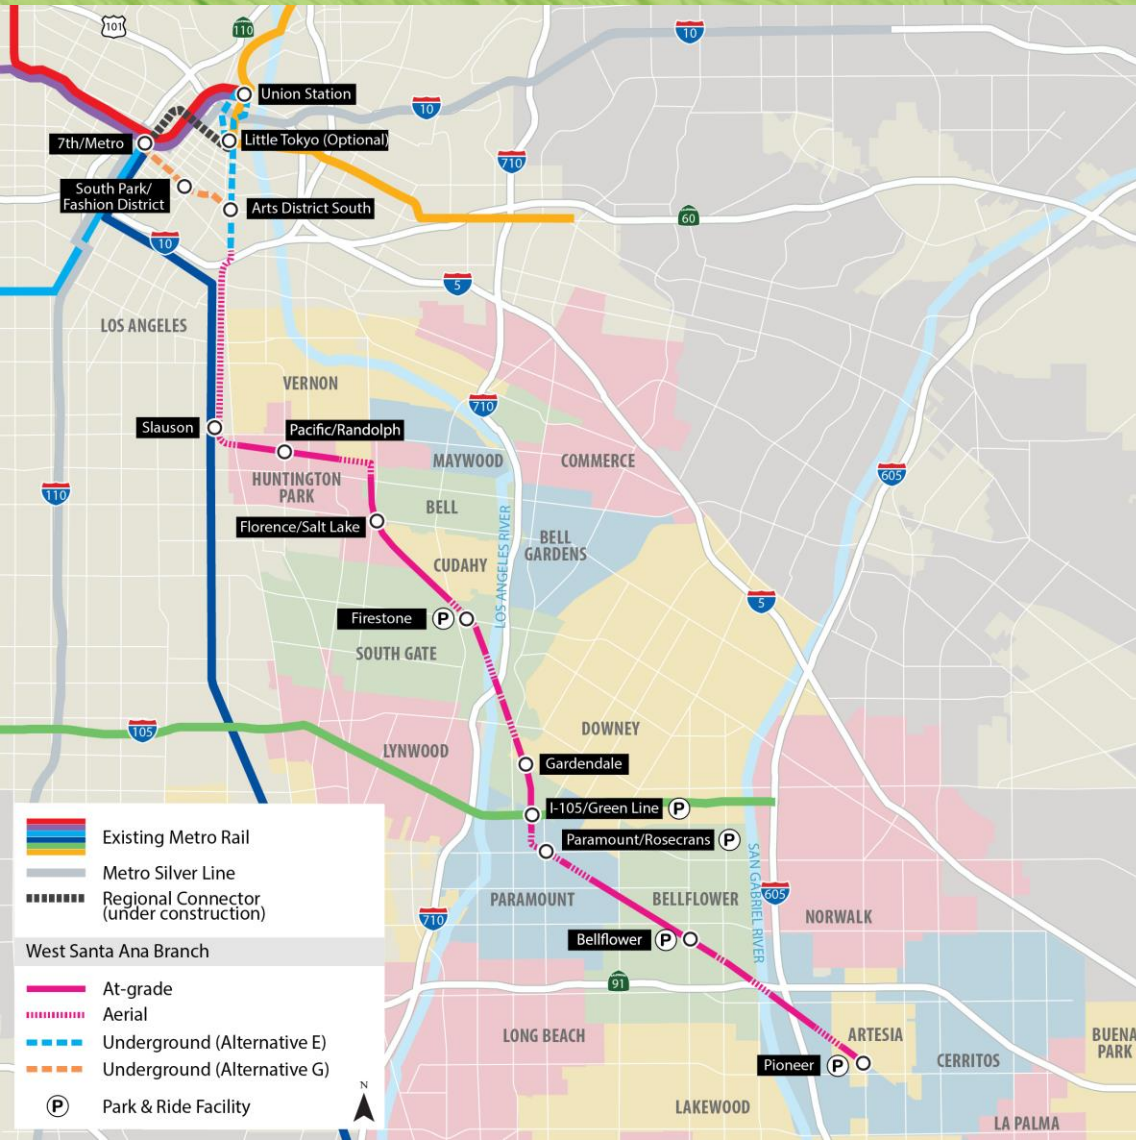 101
110
10
Union Station
10
7th/Metro
Little Tokyo (Optional)
710
South Park/
Fashion District
Arts District South
60
10
5
LOS ANGELES
VERNON
710
Slauson
Pacific/Randolph
MAYWOOD
COMMERCE
605
HUNTINGTON
PARK
110
BELL
Florence/Salt Lake
LOS ANGELES RIVER
BELL
GARDENS
CUDAHY
5
Firestone
P
SOUTH GATE
105
DOWNEY
LYNWOOD
Gardendale
I-105/Green Line
P
Paramount/Rosecrans
P
SAN GABRIEL RIVER
PARAMOUNT
BELLFLOWER
605
710
NORWALK
Bellflower
P
91
LONG BEACH
ARTESIA
BUENA
PARK
Pioneer
P
CERRITOS
LAKEWOOD
LA PALMA
Existing Metro Rail
Metro Silver Line
Regional Connector
(under construction)
West Santa Ana Branch
At-grade
Aerial
Underground (Alternative E)
Underground (Alternative G)
P
Park & Ride Facility
N